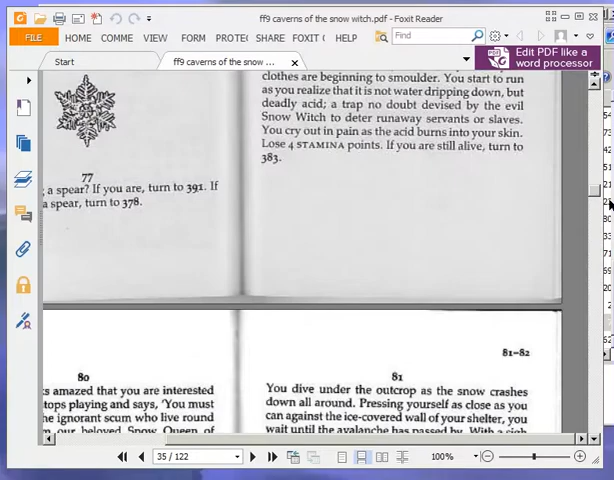 ff9 caverns of the snow witch.pdf - Foxit Reader
FILE HOME COMME VIEW FORM PROTE SHARE FOXIT HELP Find
Edit PDF like a
word processor
Start ff9 caverns of the snow ...
77
a spear? If you are, turn to 391. If
a spear, turn to 378.
clothes are beginning to smoulder. You start to run
as you realize that it is not water dripping down, but
deadly acid; a trap no doubt devised by the evil
Snow Witch to deter runaway servants or slaves.
You cry out in pain as the acid burns into your skin.
Lose 4 STAMINA points. If you are still alive, turn to
383.
80
s amazed that you are interested
tops playing and says, 'You must
he ignorant scum who live round
our beloved Snow Queen of
81-82
81
You dive under the outcrop as the snow crashes
down all around. Pressing yourself as close as you
can against the ice-covered wall of your shelter, you
wait until the avalanche has passed by. With a sigh
35 / 122
100%